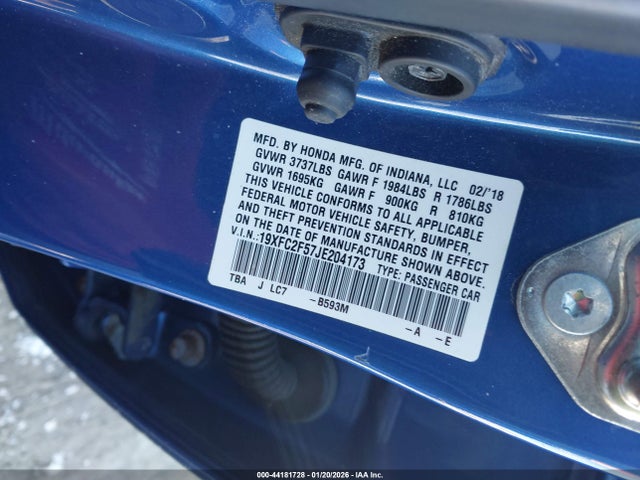 MFD. BY HONDA MFG. OF INDIANA, LLC 02/'18
GVWR 3737LBS GAWR F 1984LBS R 1786LBS
GVWR 1695KG GAWR F 900KG R 810KG
THIS VEHICLE CONFORMS TO ALL APPLICABLE
FEDERAL MOTOR VEHICLE SAFETY, BUMPER,
AND THEFT PREVENTION STANDARDS IN EFFECT
ON THE DATE OF MANUFACTURE SHOWN ABOVE.
V.I.N.:19XFC2F57JE204173 TYPE: PASSENGER CAR
TBA J LC7 -B593M -A -E
000-44181728 | 01/20/2026 | IAA Inc.